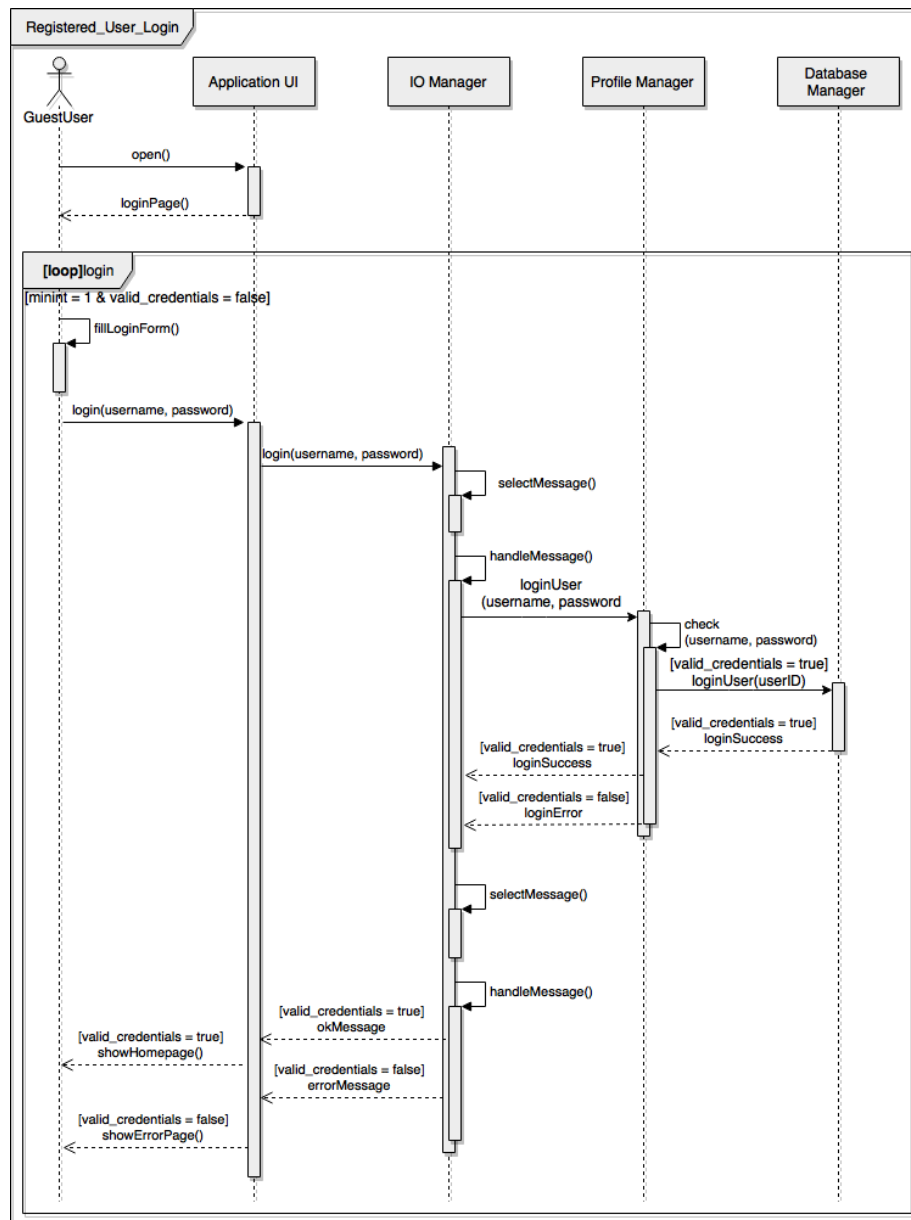 Registered_User_Login
GuestUser
Application UI
IO Manager
Profile Manager
Database
Manager
open()
loginPage()
[loop]login
[minint = 1 & valid_credentials = false]
fillLoginForm()
login(username, password)
login(username, password)
selectMessage()
handleMessage()
loginUser
(username, password
check
(username, password)
[valid_credentials = true]
loginUser(userID)
[valid_credentials = true]
loginSuccess
[valid_credentials = true]
loginSuccess
[valid_credentials = false]
loginError
selectMessage()
handleMessage()
[valid_credentials = true]
okMessage
[valid_credentials = true]
showHomepage()
[valid_credentials = false]
errorMessage
[valid_credentials = false]
showErrorPage()